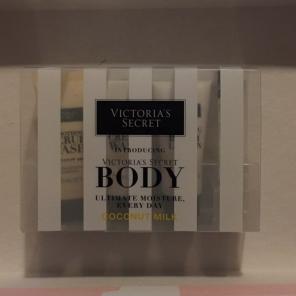 VICTORIA'S
SECRET
INTRODUCING
VICTORIA'S SECRET
BODY
ULTIMATE MOISTURE,
EVERY DAY
COCONUT MILK